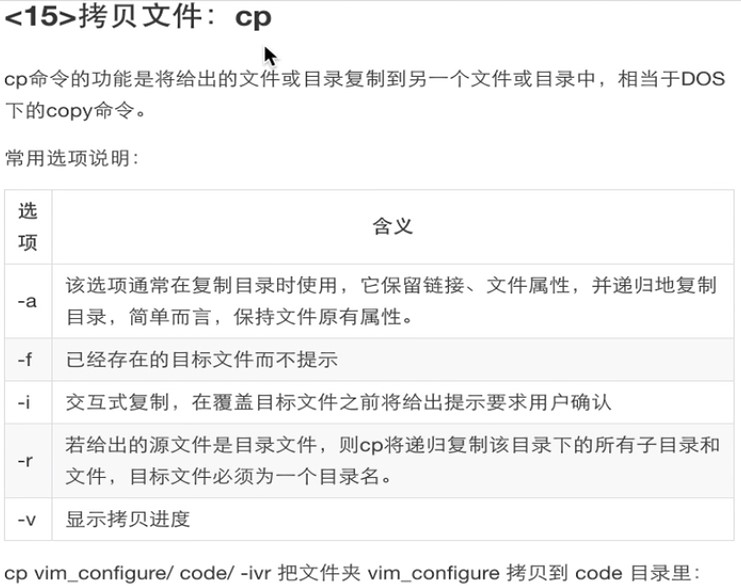 <15>拷贝文件：cp
cp命令的功能是将给出的文件或目录复制到另一个文件或目录中，相当于DOS
下的copy命令。
常用选项说明：
选
项
含义
-a
该选项通常在复制目录时使用，它保留链接、文件属性，并递归地复制
目录，简单而言，保持文件原有属性。
-f
已经存在的目标文件而不提示
-i
交互式复制，在覆盖目标文件之前将给出提示要求用户确认
-r
若给出的源文件是目录文件，则cp将递归复制该目录下的所有子目录和
文件，目标文件必须为一个目录名。
-v
显示拷贝进度
cp vim_configure/ code/ -ivr 把文件夹 vim_configure 拷贝到 code 目录里：